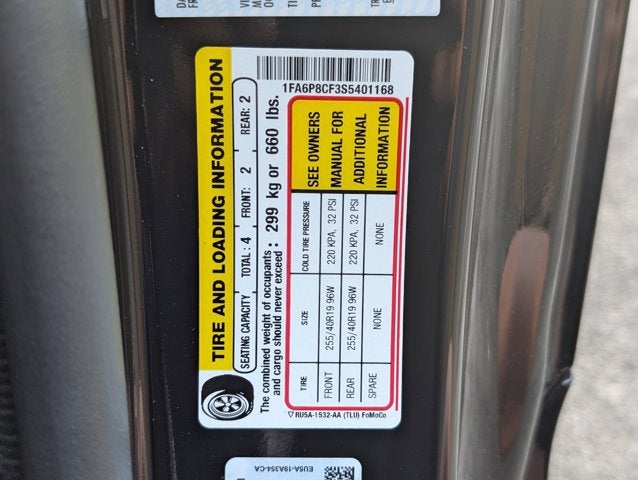 TIRE AND LOADING INFORMATION
SEATING CAPACITY TOTAL: 4 FRONT: 2 REAR: 2
The combined weight of occupants
and cargo should never exceed: 299 kg or 660 lbs.
1FA6P8CF3S5401168
TIRE SIZE COLD TIRE PRESSURE
FRONT 255/40R19 96W 220 KPA, 32 PSI
REAR 255/40R19 96W 220 KPA, 32 PSI
SPARE NONE NONE
SEE OWNERS
MANUAL FOR
ADDITIONAL
INFORMATION
RU5A-1532-AA (TLU) FoMoCo
EU5A-19A354-CA